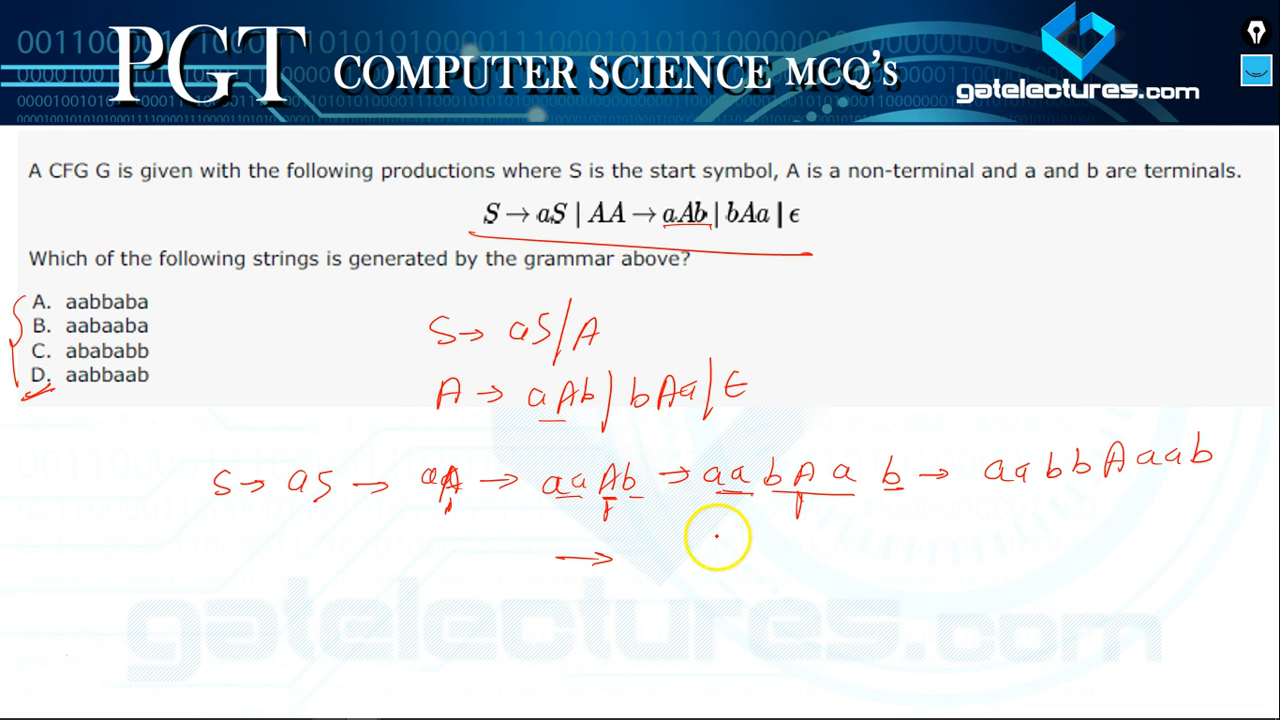 PGT COMPUTER SCIENCE MCQ's
gatelectures.com
A CFG G is given with the following productions where S is the start symbol, A is a non-terminal and a and b are terminals.
S → aS | AA → aAb | bAa | ϵ
Which of the following strings is generated by the grammar above?
A. aabbaba
B. aabaaba
C. abababb
D. aabbaab
S → aS / A
A → aAb / bAa / ϵ
S → aS → aA → aaAb → aabAab → aabbAaab
→
gatelectures.com